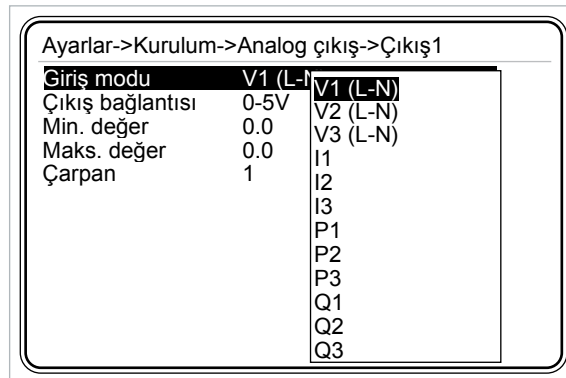 Ayarlar->Kurulum->Analog çıkış->Çıkış1
Giriş modu V1 (L-N
Çıkış bağlantısı 0-5V
Min. değer 0.0
Maks. değer 0.0
Çarpan 1
V1 (L-N)
V2 (L-N)
V3 (L-N)
I1
I2
I3
P1
P2
P3
Q1
Q2
Q3